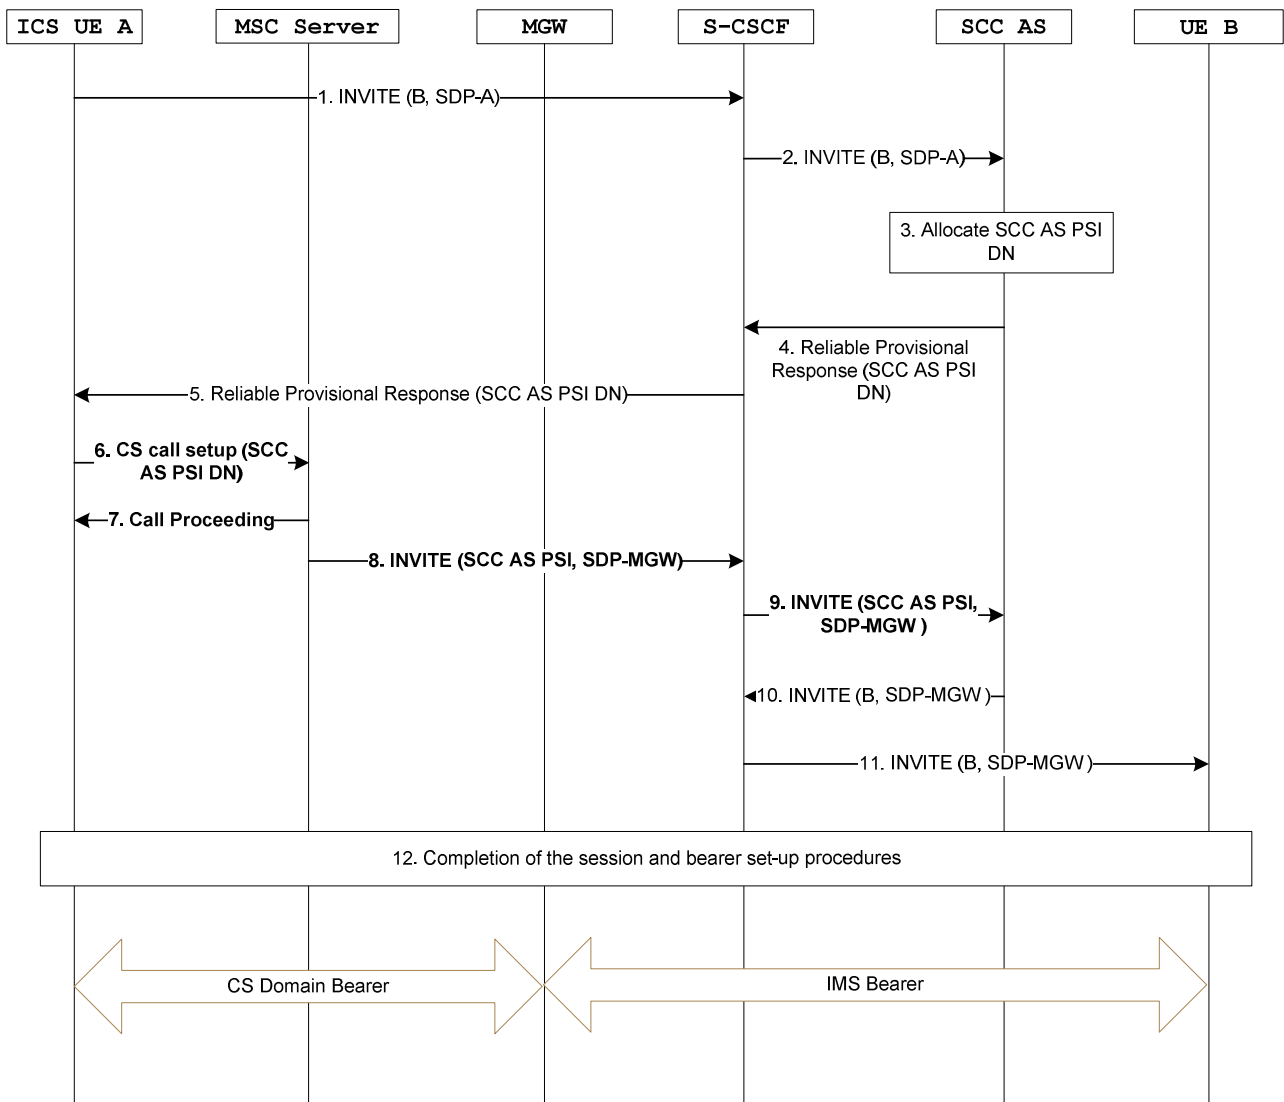 ICS UE A
MSC Server
MGW
S-CSCF
SCC AS
UE B
1. INVITE (B, SDP-A)
2. INVITE (B, SDP-A)
3. Allocate SCC AS PSI
DN
4. Reliable Provisional
Response (SCC AS PSI
DN)
5. Reliable Provisional Response (SCC AS PSI DN)
6. CS call setup (SCC
AS PSI DN)
7. Call Proceeding
8. INVITE (SCC AS PSI, SDP-MGW)
9. INVITE (SCC AS PSI,
SDP-MGW )
10. INVITE (B, SDP-MGW )
11. INVITE (B, SDP-MGW )
12. Completion of the session and bearer set-up procedures
CS Domain Bearer
IMS Bearer